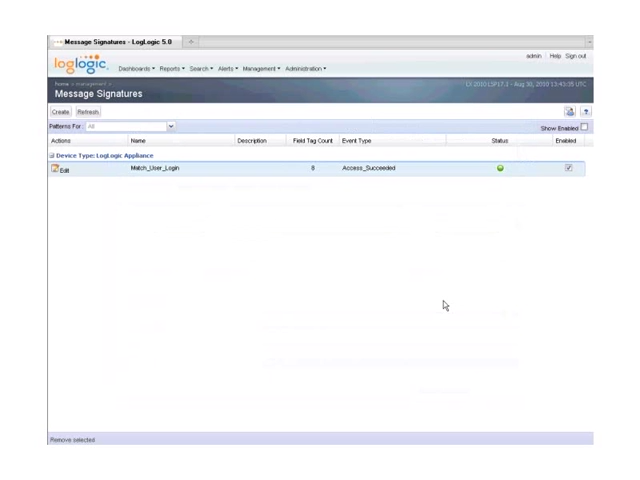 Message Signatures - LogLogic 5.0
admin Help Sign out
loglogic
Dashboards Reports Search Alerts Management Administration
home > management >
LX 2010 LSP17.1 - Aug 30, 2010 13:43:35 UTC
Message Signatures
Create Refresh
Patterns For: All
Show Enabled
Actions Name Description Field Tag Count Event Type Status Enabled
Device Type: LogLogic Appliance
Edit Match_User_Login 8 Access_Succeeded
Remove selected